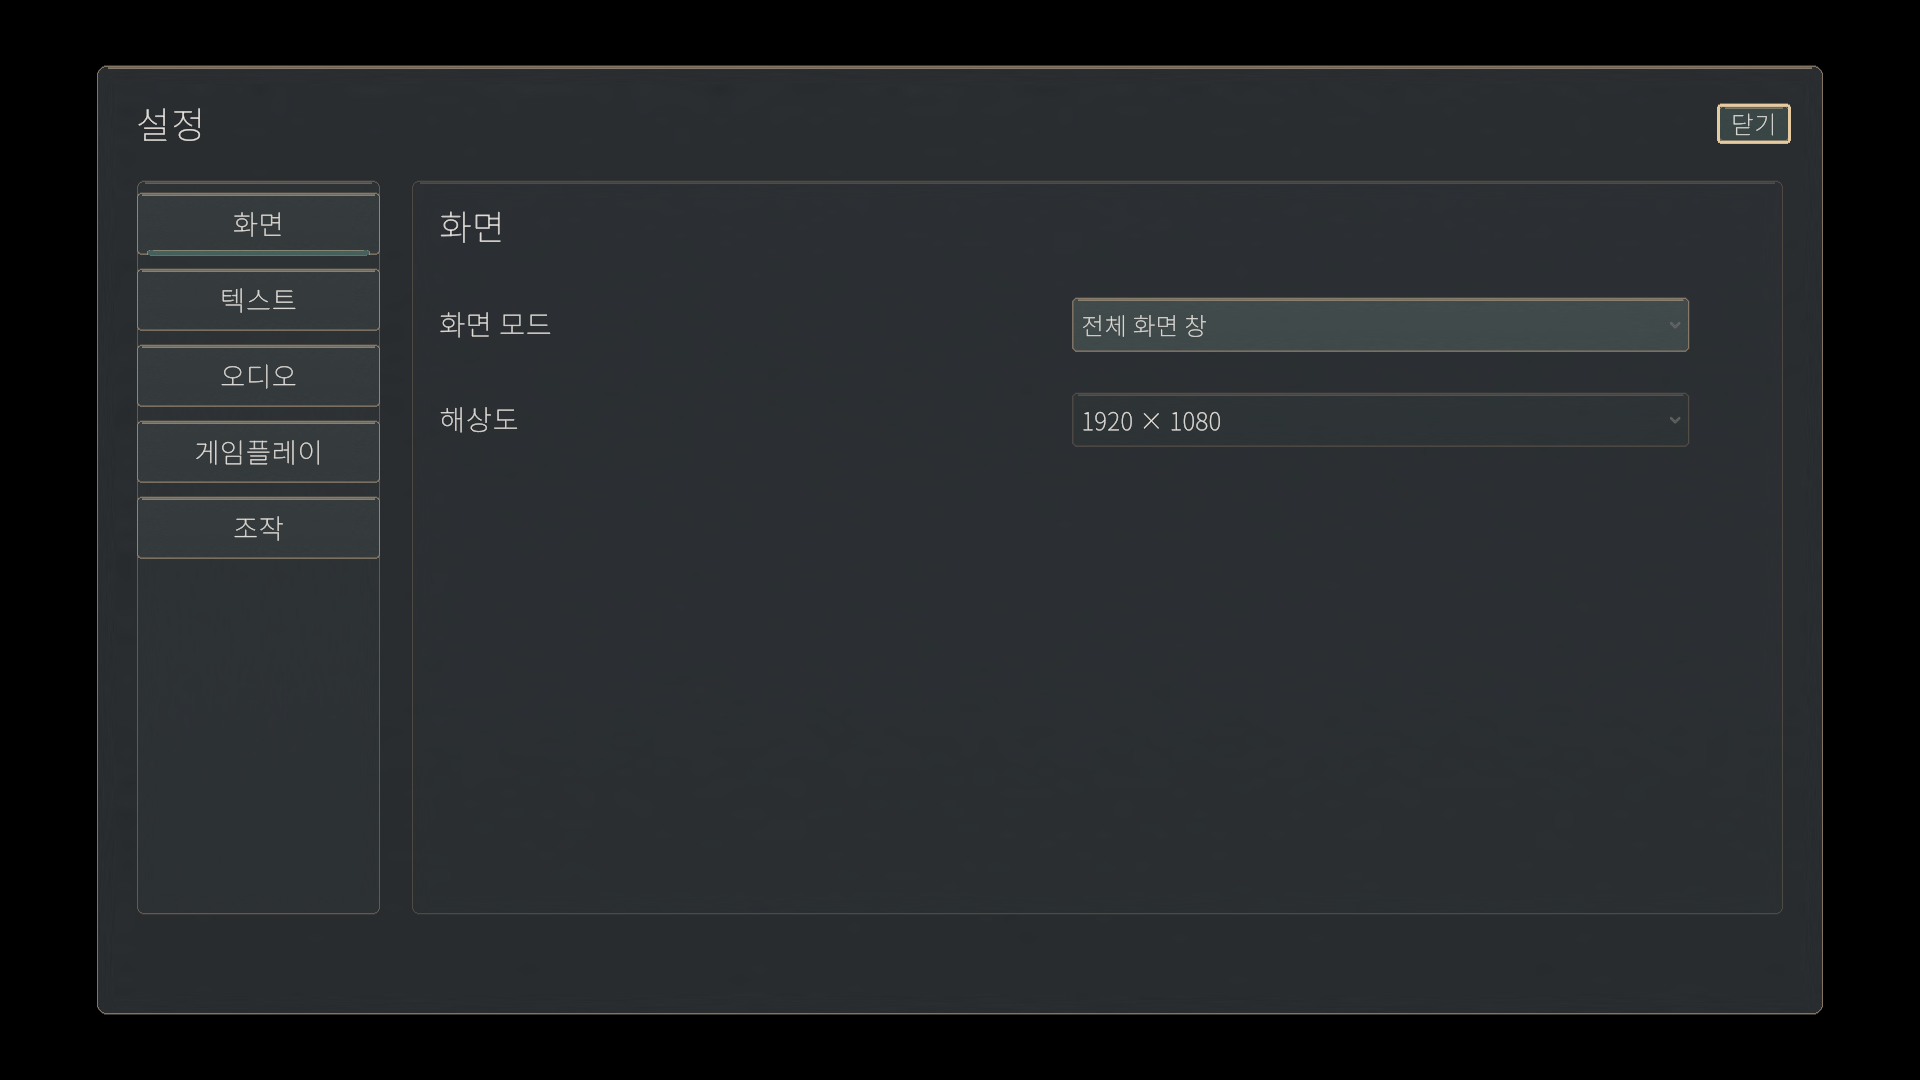 설정
닫기
화면
텍스트
오디오
게임플레이
조작
화면
화면 모드
전체 화면 창
해상도
1920 × 1080